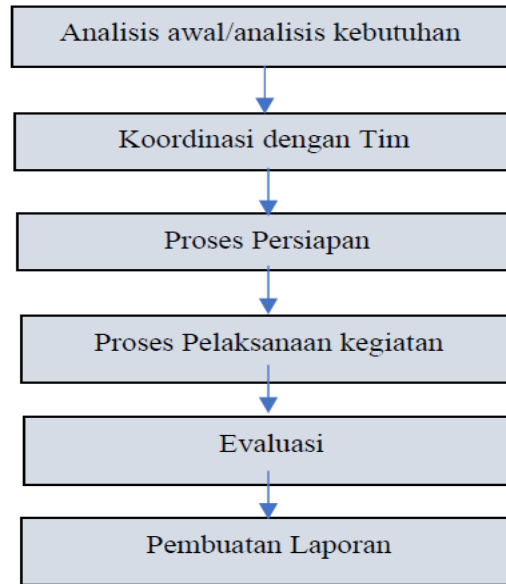 Analisis awal/analisis kebutuhan
Koordinasi dengan Tim
Proses Persiapan
Proses Pelaksanaan kegiatan
Evaluasi
Pembuatan Laporan